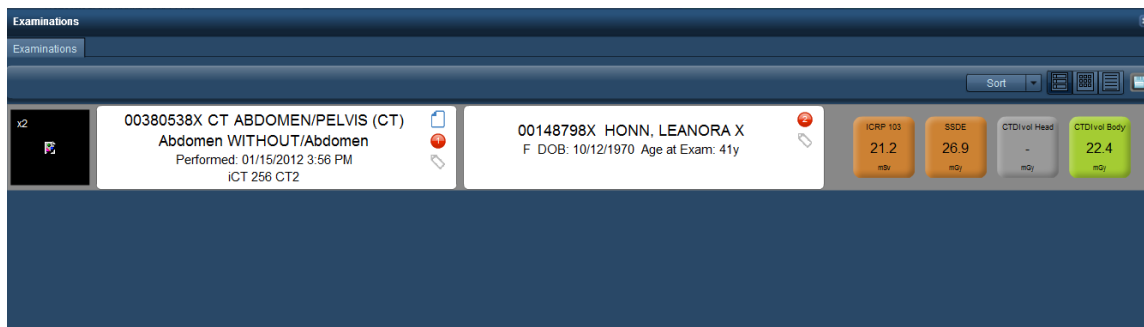 Examinations
Examinations
Sort
x2
00380538X CT ABDOMEN/PELVIS (CT)
Abdomen WITHOUT/Abdomen
Performed: 01/15/2012 3:56 PM
iCT 256 CT2
1
00148798X HONN, LEANORA X
F DOB: 10/12/1970 Age at Exam: 41y
2
ICRP 103
21.2
mSv
SSDE
26.9
mGy
CTDIvol Head
-
mGy
CTDIvol Body
22.4
mGy